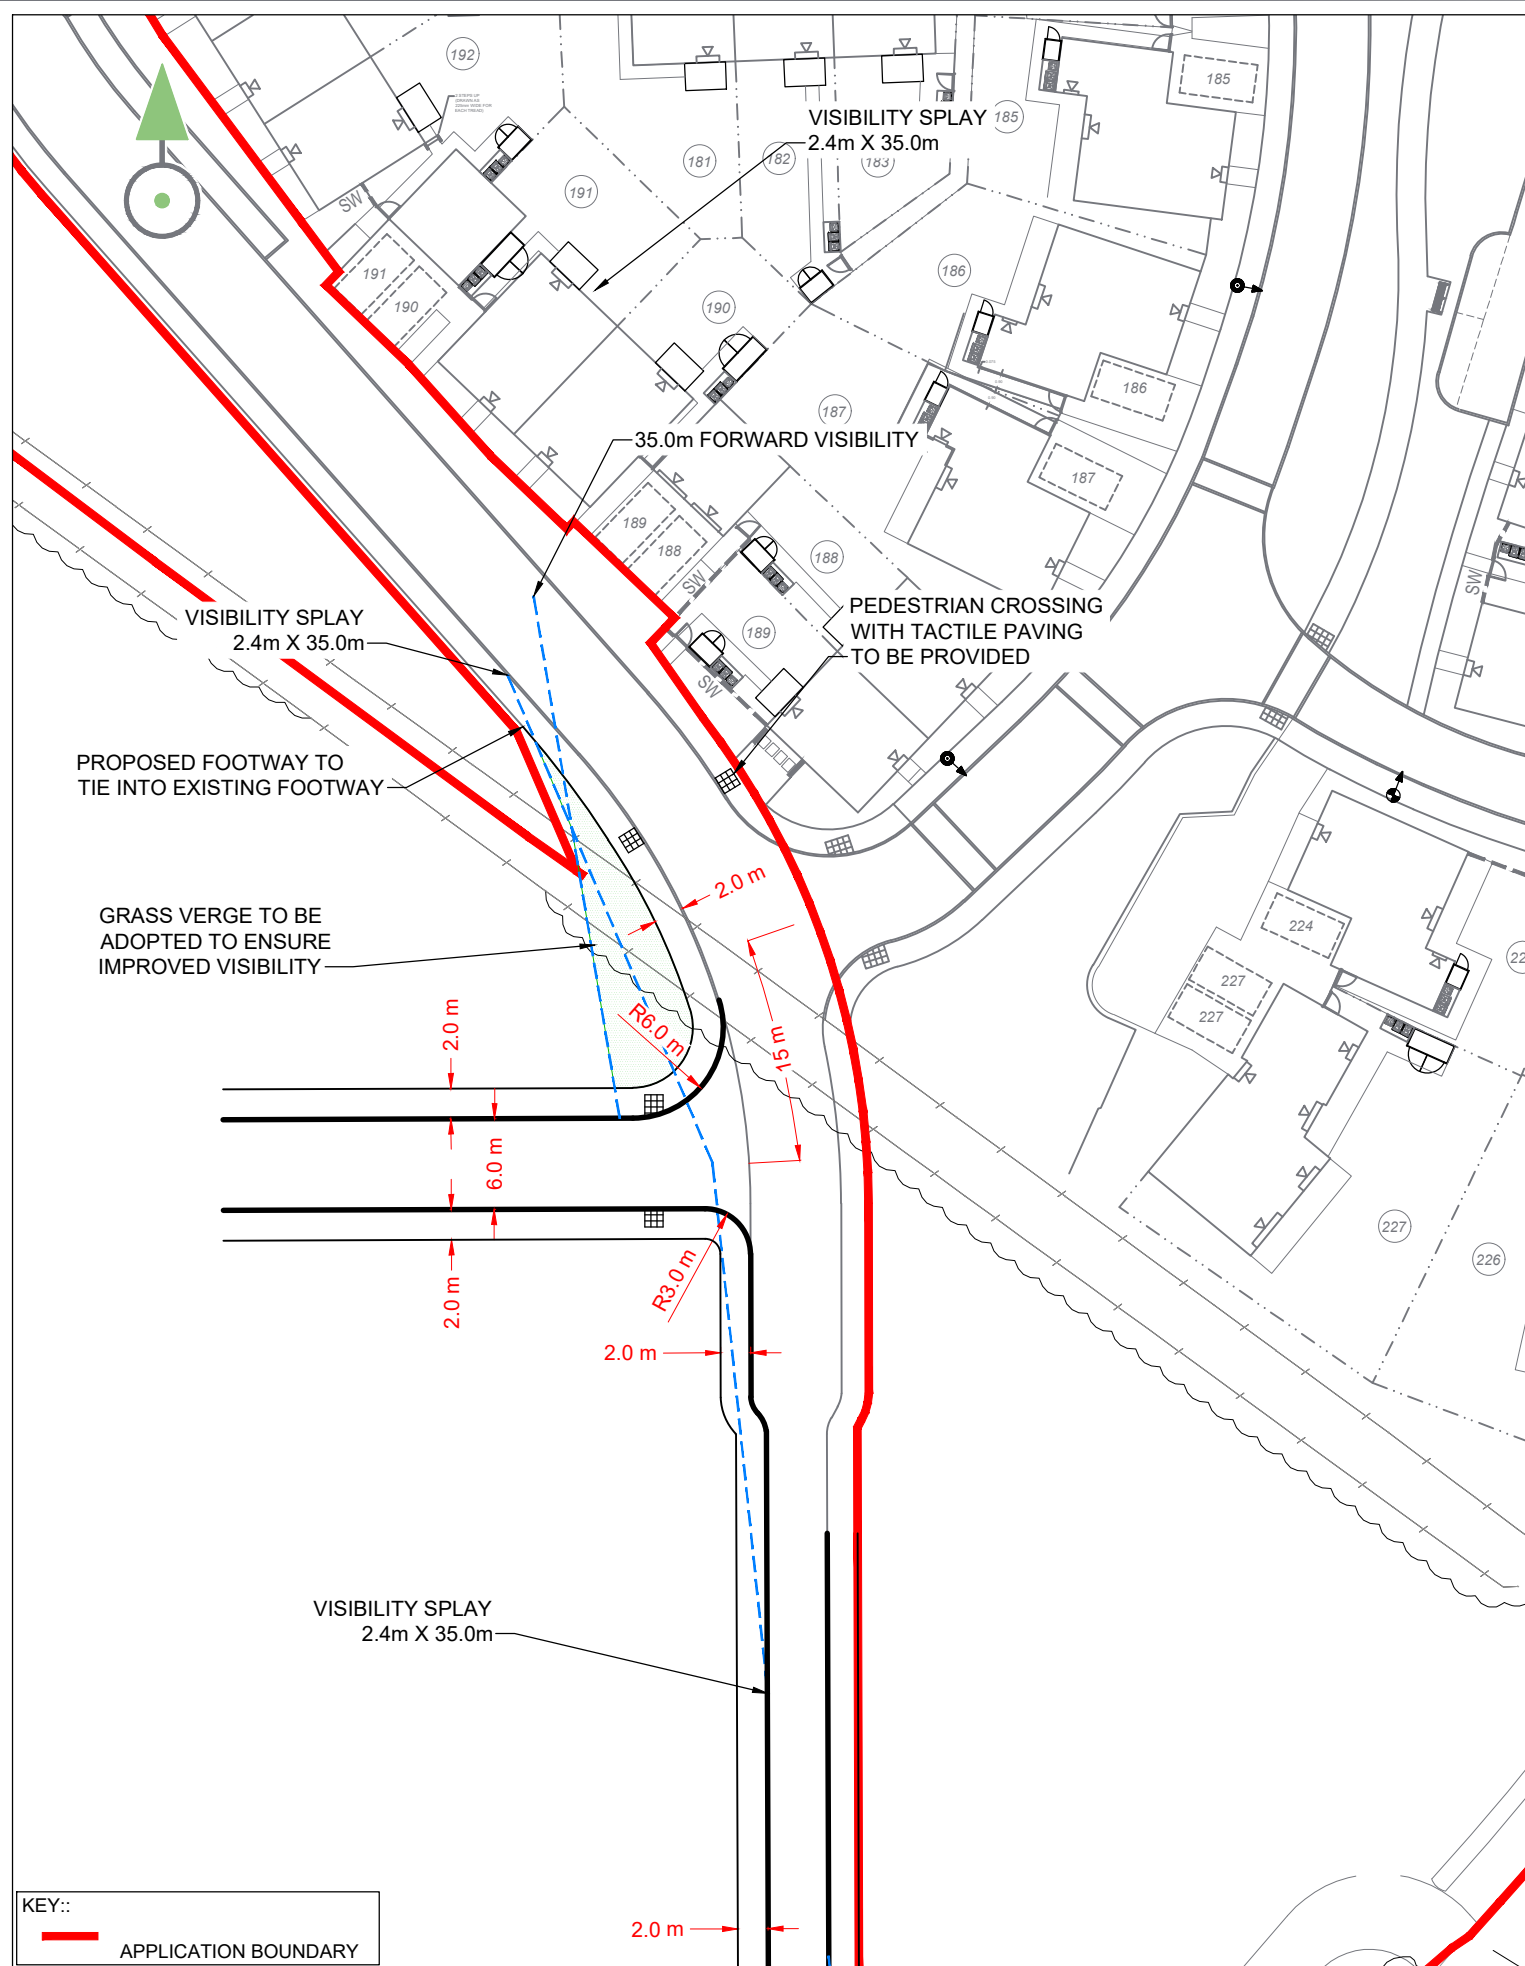 192
2 STEPS UP
185
VISIBILITY SPLAY
2.4m X 35.0m
185
181
182
183
191
SW
191
190
186
190
186
187
35.0m FORWARD VISIBILITY
187
189
188
188
SW
SW
VISIBILITY SPLAY
2.4m X 35.0m
PEDESTRIAN CROSSING
WITH TACTILE PAVING
TO BE PROVIDED
189
SW
PROPOSED FOOTWAY TO
TIE INTO EXISTING FOOTWAY
2.0 m
GRASS VERGE TO BE
ADOPTED TO ENSURE
IMPROVED VISIBILITY
224
227
227
2.0 m
R6.0 m
15 m
6.0 m
2.0 m
R3.0 m
227
226
2.0 m
VISIBILITY SPLAY
2.4m X 35.0m
KEY::
APPLICATION BOUNDARY
2.0 m